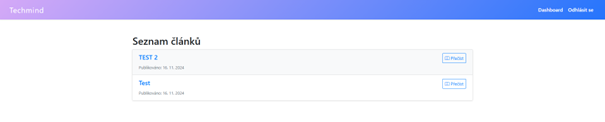 Techmind
Dashboard Odhlásit se
Seznam článků
TEST 2
Přečíst
Publikováno: 16. 11. 2024
Test
Přečíst
Publikováno: 16. 11. 2024